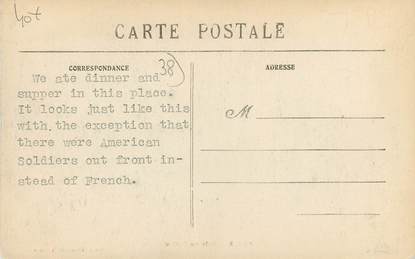 40+
CARTE POSTALE
CORRESPONDANCE
ADRESSE
38)
We ate dinner and
supper in this place.
It looks just like this
with, the exception that
there were American
Soldiers out front in-
stead of French.
M